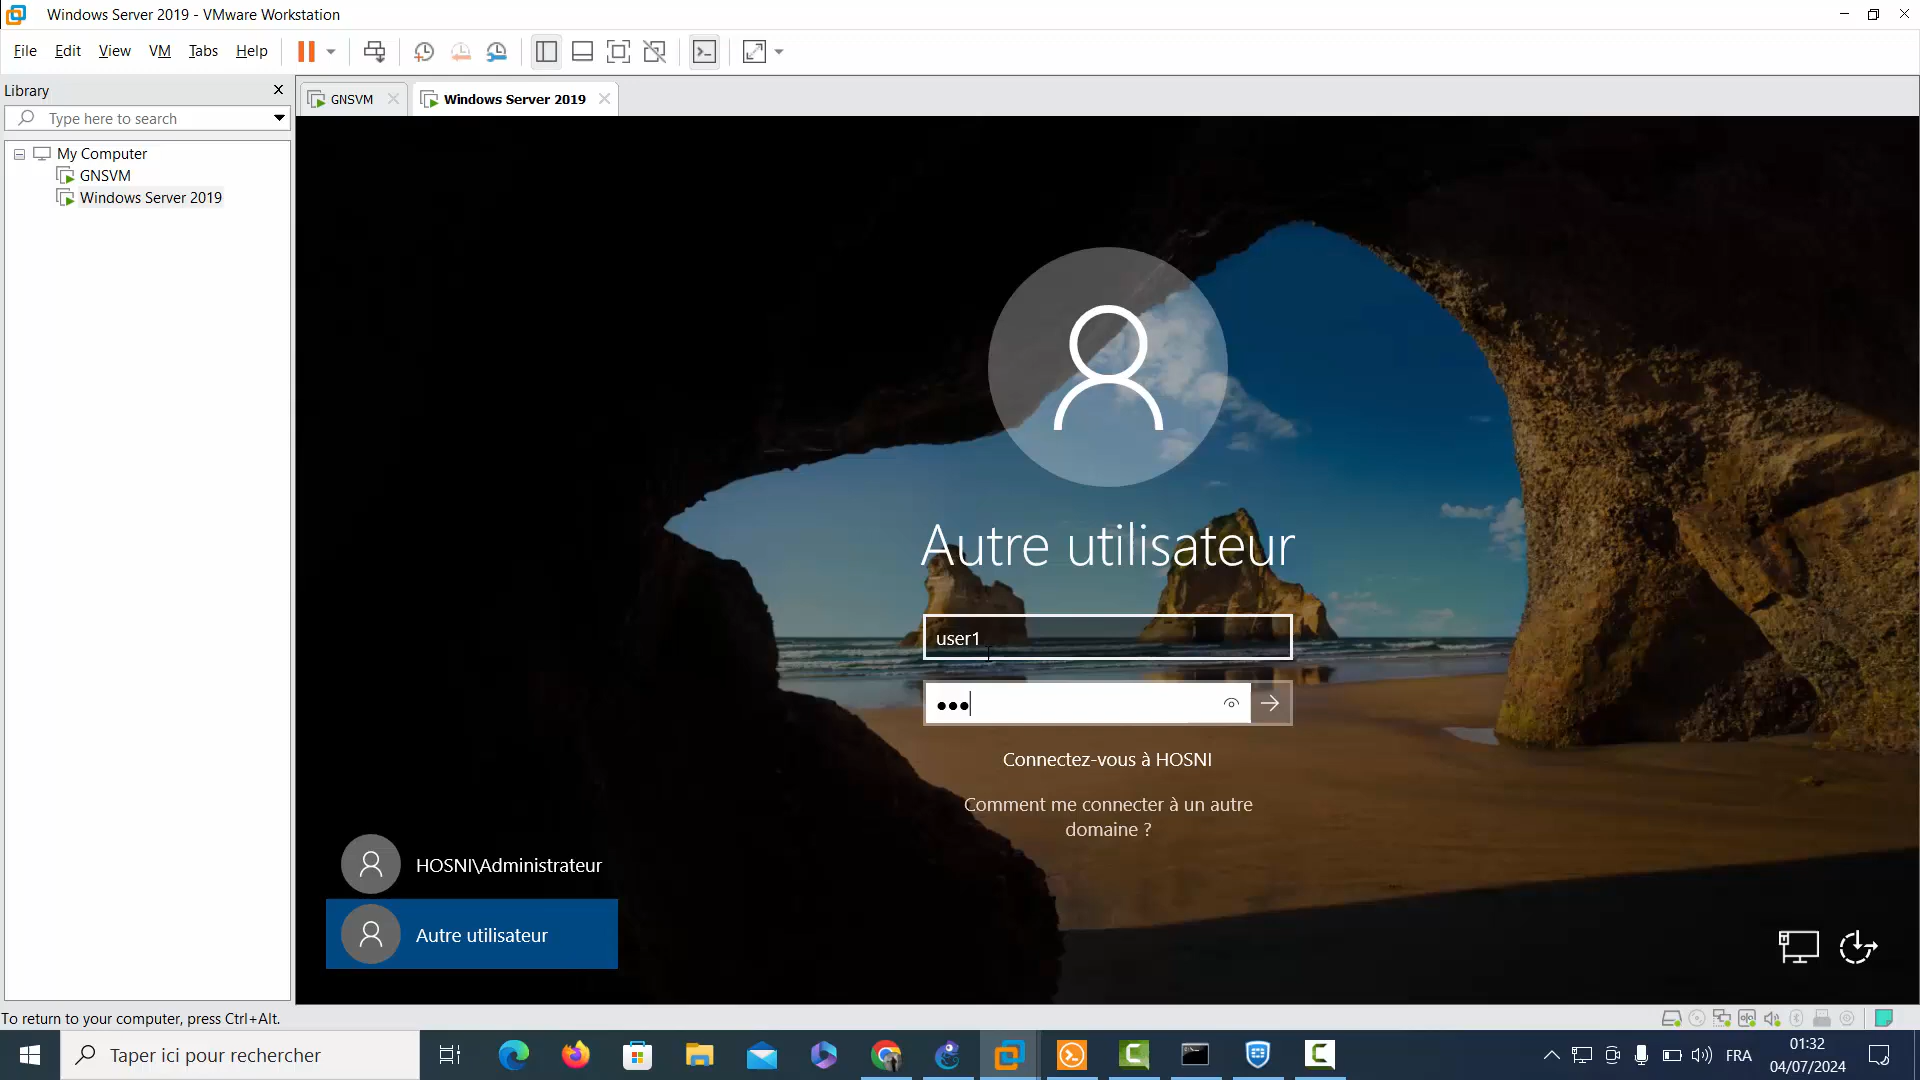 Windows Server 2019 - VMware Workstation
File Edit View VM Tabs Help
Library
Type here to search
My Computer
GNSVM
Windows Server 2019
GNSVM
Windows Server 2019
Autre utilisateur
user1
Connectez-vous à HOSNI
Comment me connecter à un autre
domaine ?
HOSNI\Administrateur
Autre utilisateur
To return to your computer, press Ctrl+Alt.
Taper ici pour rechercher
FRA
01:32
04/07/2024